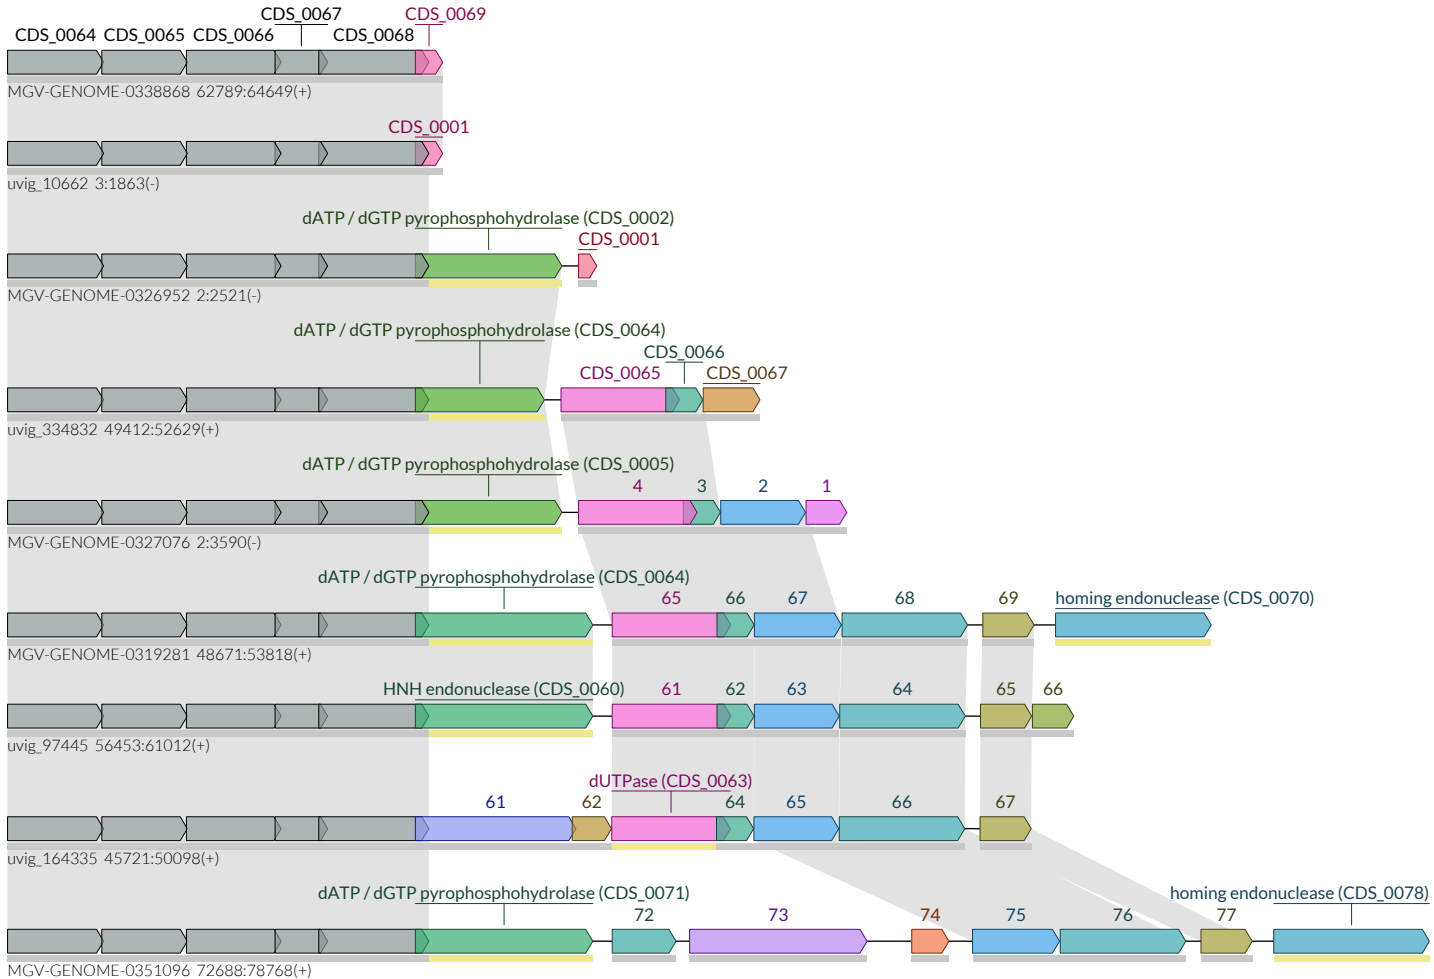 CDS_0067 CDS_0069
CDS_0064 CDS_0065 CDS_0066 CDS_0068
MGV-GENOME-0338868 62789:64649(+)
CDS_0001
uvig_10662 3:1863(-)
dATP / dGTP pyrophosphohydrolase (CDS_0002)
CDS_0001
MGV-GENOME-0326952 2:2521(-)
dATP / dGTP pyrophosphohydrolase (CDS_0064)
CDS_0066
CDS_0065 CDS_0067
uvig_334832 49412:52629(+)
dATP / dGTP pyrophosphohydrolase (CDS_0005)
4 3 2 1
MGV-GENOME-0327076 2:3590(-)
dATP / dGTP pyrophosphohydrolase (CDS_0064)
65 66 67 68 69 homing endonuclease (CDS_0070)
MGV-GENOME-0319281 48671:53818(+)
HNH endonuclease (CDS_0060) 61 62 63 64 65 66
uvig_97445 56453:61012(+)
dUTPase (CDS_0063)
61 62 64 65 66 67
uvig_164335 45721:50098(+)
dATP / dGTP pyrophosphohydrolase (CDS_0071) homing endonuclease (CDS_0078)
72 73 74 75 76 77
MGV-GENOME-0351096 72688:78768(+)